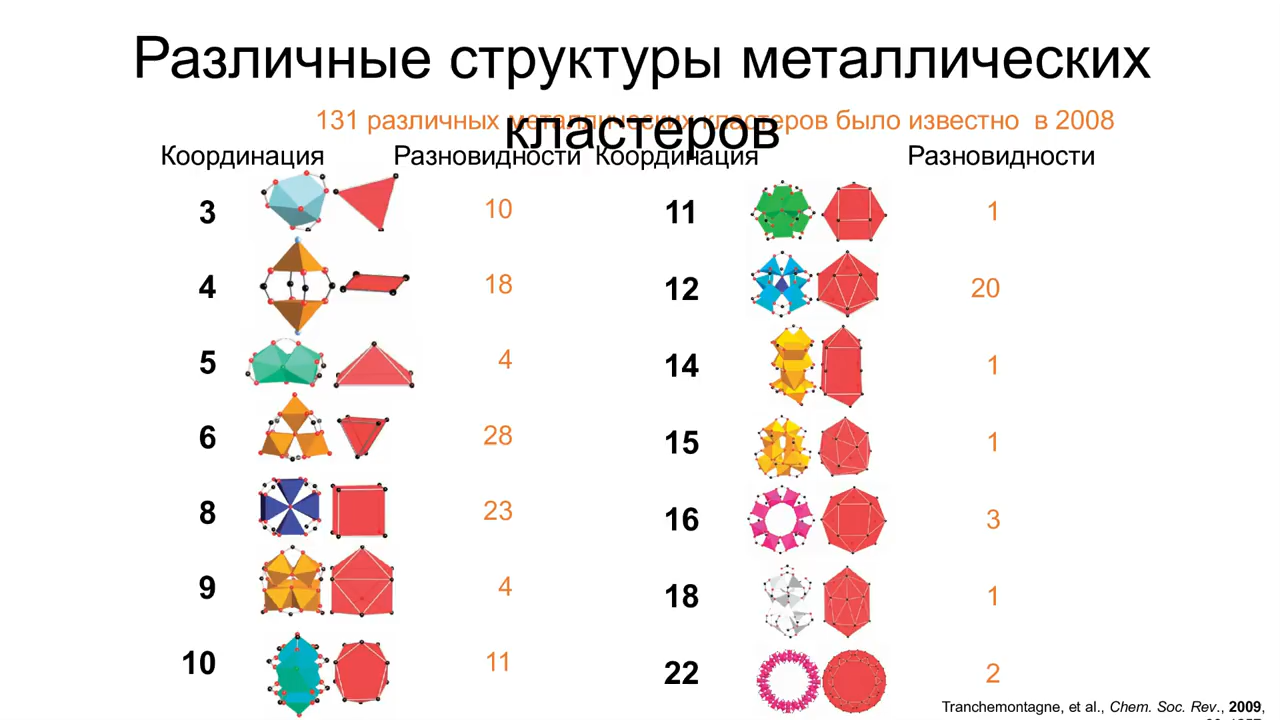 Различные структуры металлических
кластеров
131 различных металлических кластеров было известно в 2008
Координация Разновидности Координация Разновидности
3 10 11 1
4 18 12 20
5 4 14 1
6 28 15 1
8 23 16 3
9 4 18 1
10 11 22 2
Tranchemontagne, et al., Chem. Soc. Rev., 2009,